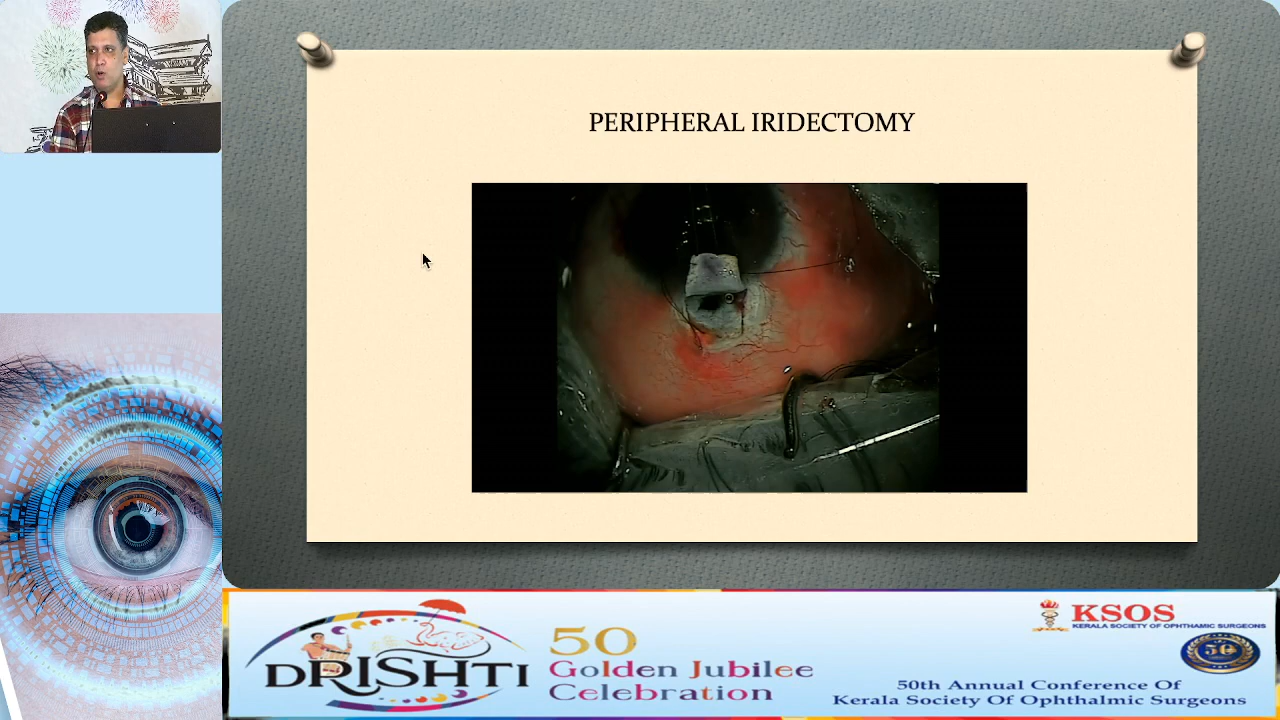 PERIPHERAL IRIDECTOMY
DRISHTI
50
Golden Jubilee
Celebration
KSOS
KERALA SOCIETY OF OPHTHAMIC SURGEONS
50
50th Annual Conference Of
Kerala Society Of Ophthalmic Surgeons